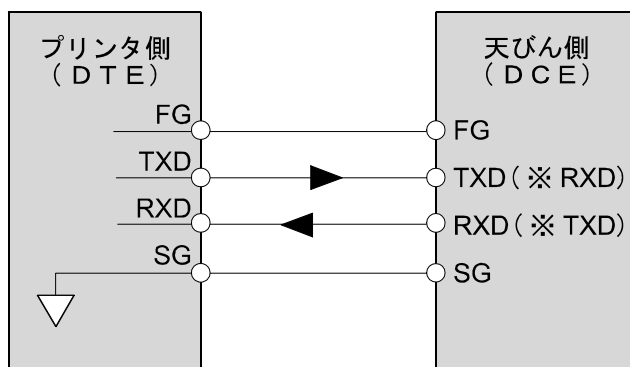 プリンタ側
（ＤＴＥ）
FG
TXD
RXD
SG
天びん側
（ＤＣＥ）
FG
TXD(※ RXD)
RXD(※ TXD)
SG